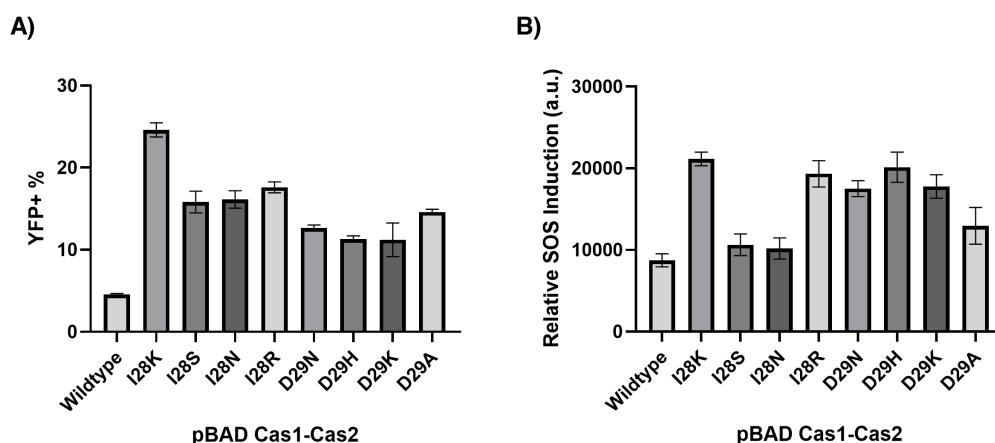 A)
YFP+ %
30
20
10
0
Wildtype
I28K
I28S
I28N
I28R
D29N
D29H
D29K
D29A
pBAD Cas1-Cas2
B)
Relative SOS Induction (a.u.)
30000
20000
10000
0
Wildtype
I28K
I28S
I28N
I28R
D29N
D29H
D29K
D29A
pBAD Cas1-Cas2